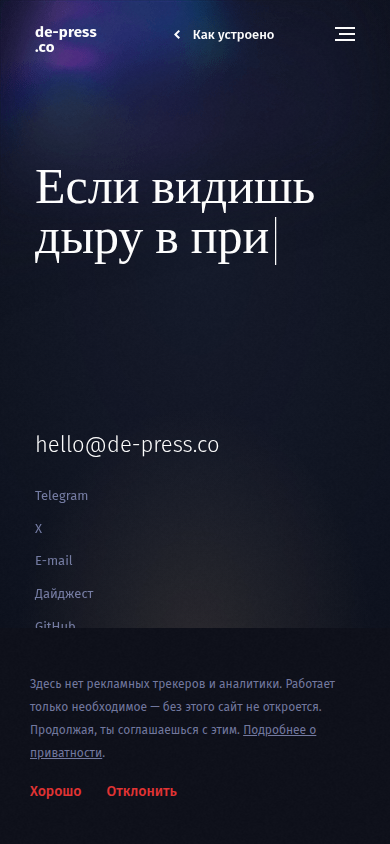 de-press
.co
Как устроено
Если видишь
дыру в при
hello@de-press.co
Telegram
X
E-mail
Дайджест
GitHub
Здесь нет рекламных трекеров и аналитики. Работает
только необходимое — без этого сайт не откроется.
Продолжая, ты соглашаешься с этим. Подробнее о
приватности.
Хорошо Отклонить